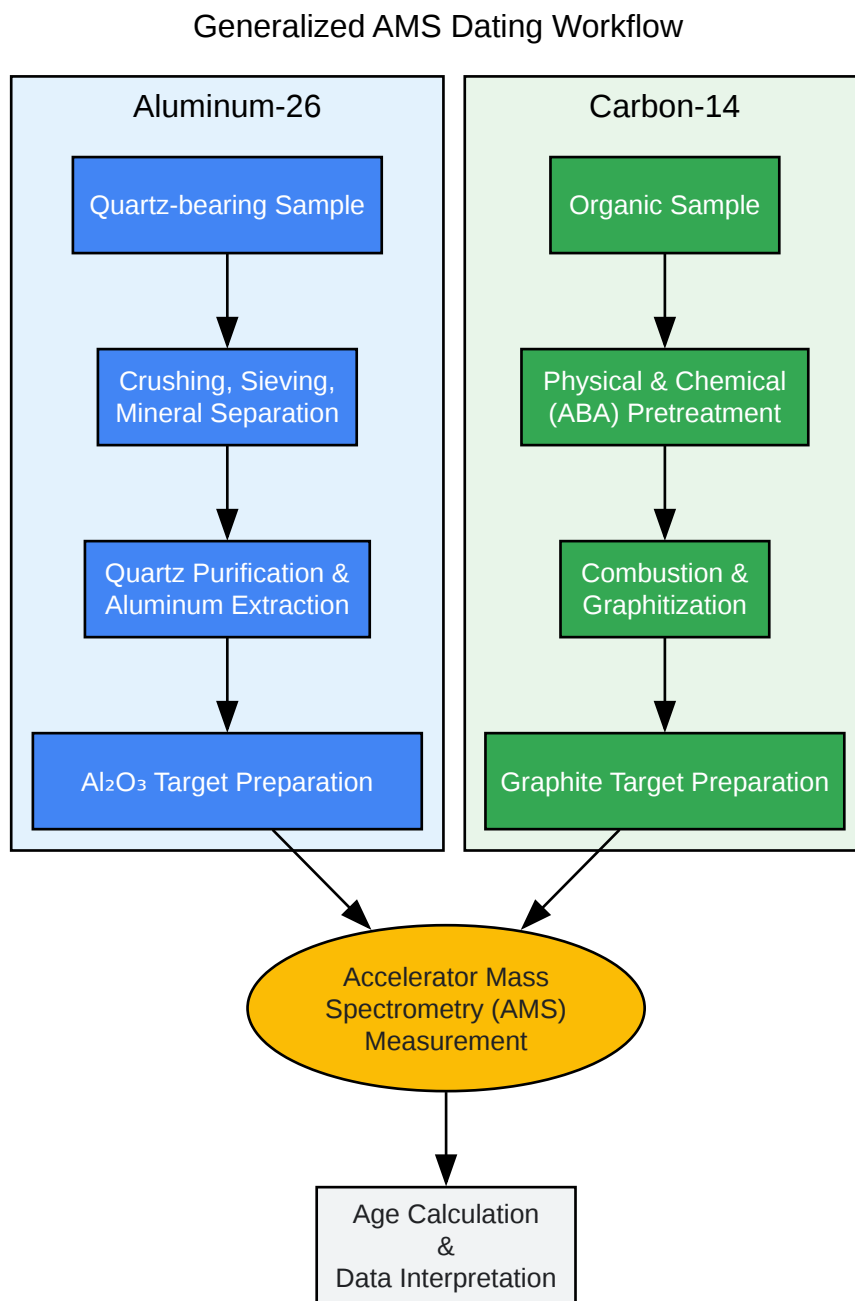 Generalized AMS Dating Workflow
Aluminum-26
Quartz-bearing Sample
Crushing, Sieving,
Mineral Separation
Quartz Purification &
Aluminum Extraction
Al₂O₃ Target Preparation
Carbon-14
Organic Sample
Physical & Chemical
(ABA) Pretreatment
Combustion &
Graphitization
Graphite Target Preparation
Accelerator Mass
Spectrometry (AMS)
Measurement
Age Calculation
&
Data Interpretation